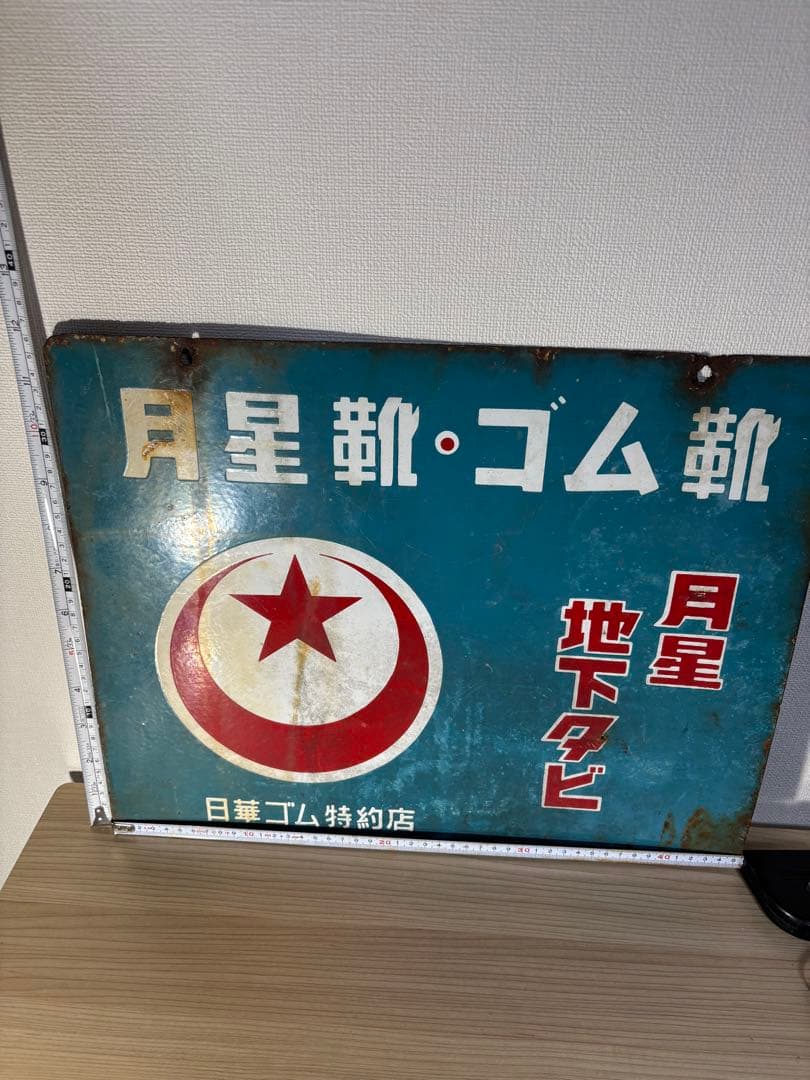 月星靴・ゴム靴
月星
地下タビ
日華ゴム特約店